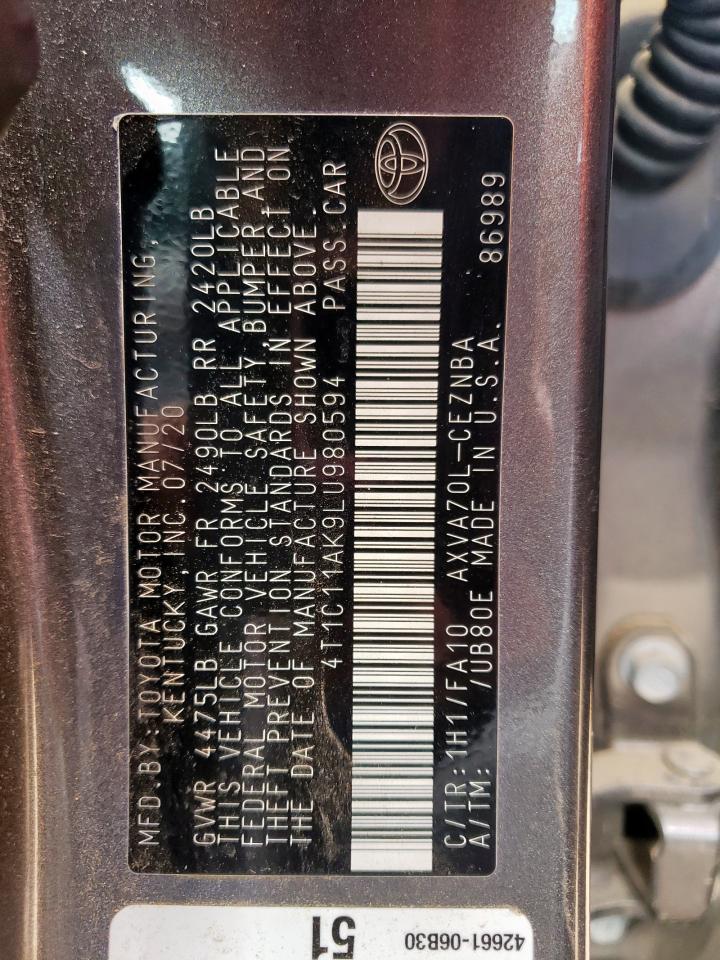 MFD.BY:TOYOTA MOTOR MANUFACTURING,
KENTUCKY,INC.07/20
GVWR 4475LB GAWR FR 2490LB RR 2420LB
THIS VEHICLE CONFORMS TO ALL APPLICABLE
FEDERAL MOTOR VEHICLE SAFETY,BUMPER AND
THEFT PREVENTION STANDARDS IN EFFECT ON
THE DATE OF MANUFACTURE SHOWN ABOVE.
4T1C11AK9LU980594 PASS.CAR
C/TR:1H1/FA10 AXVA70L-CEZNBA
A/TM: /UB80E MADE IN U.S.A. 86989
51
42661-06B30